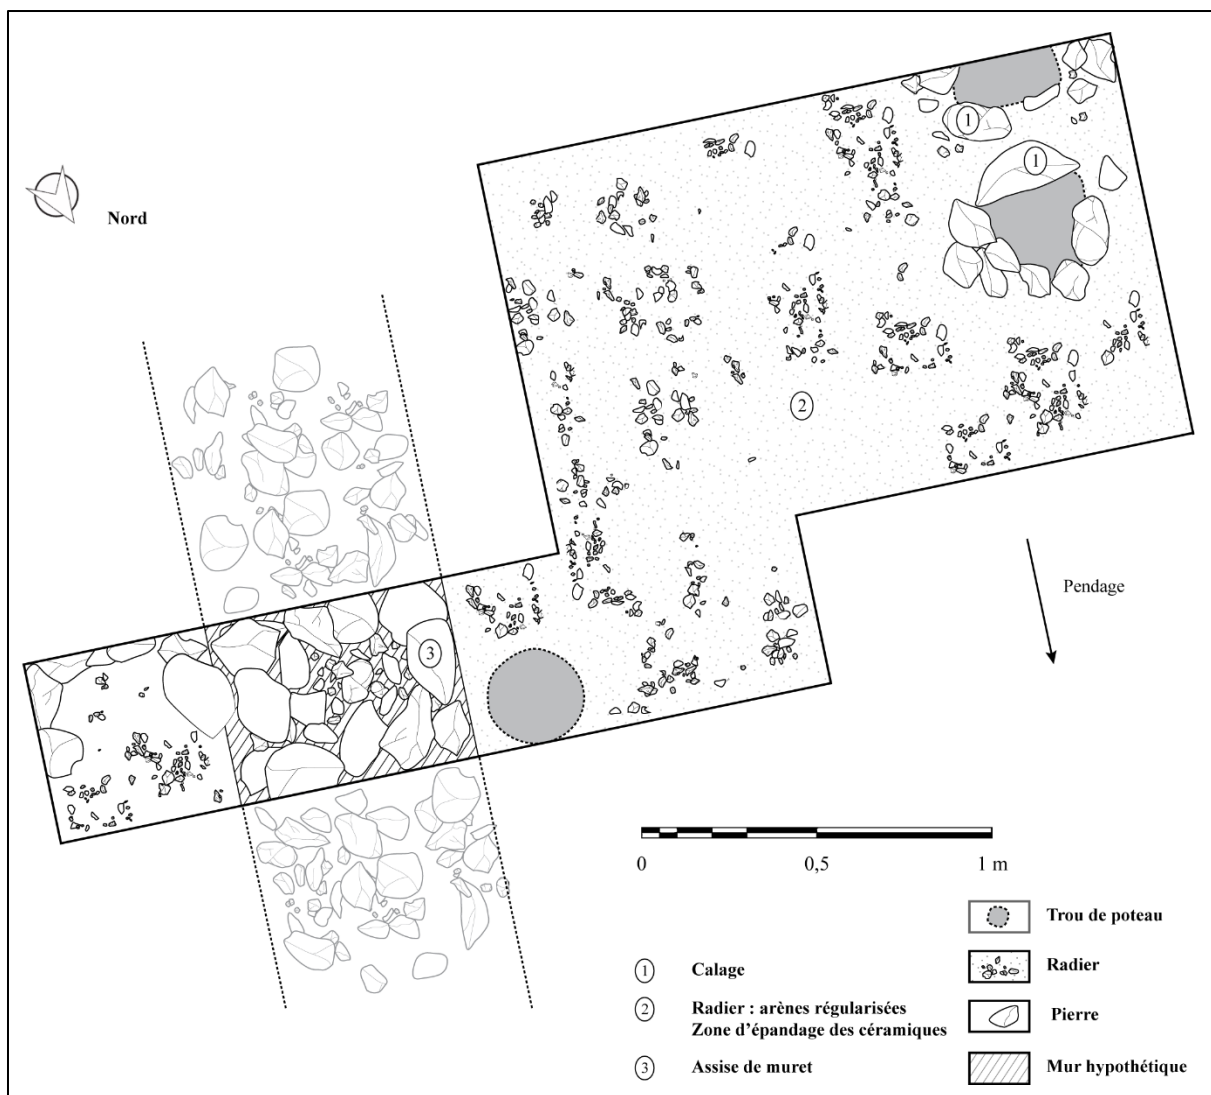 1
1
Nord
2
Pendage
3
0
0,5
1 m
Trou de poteau
1 Calage
Radier
2 Radier : arènes régularisées
Zone d'épandage des céramiques
Pierre
3 Assise de muret
Mur hypothétique